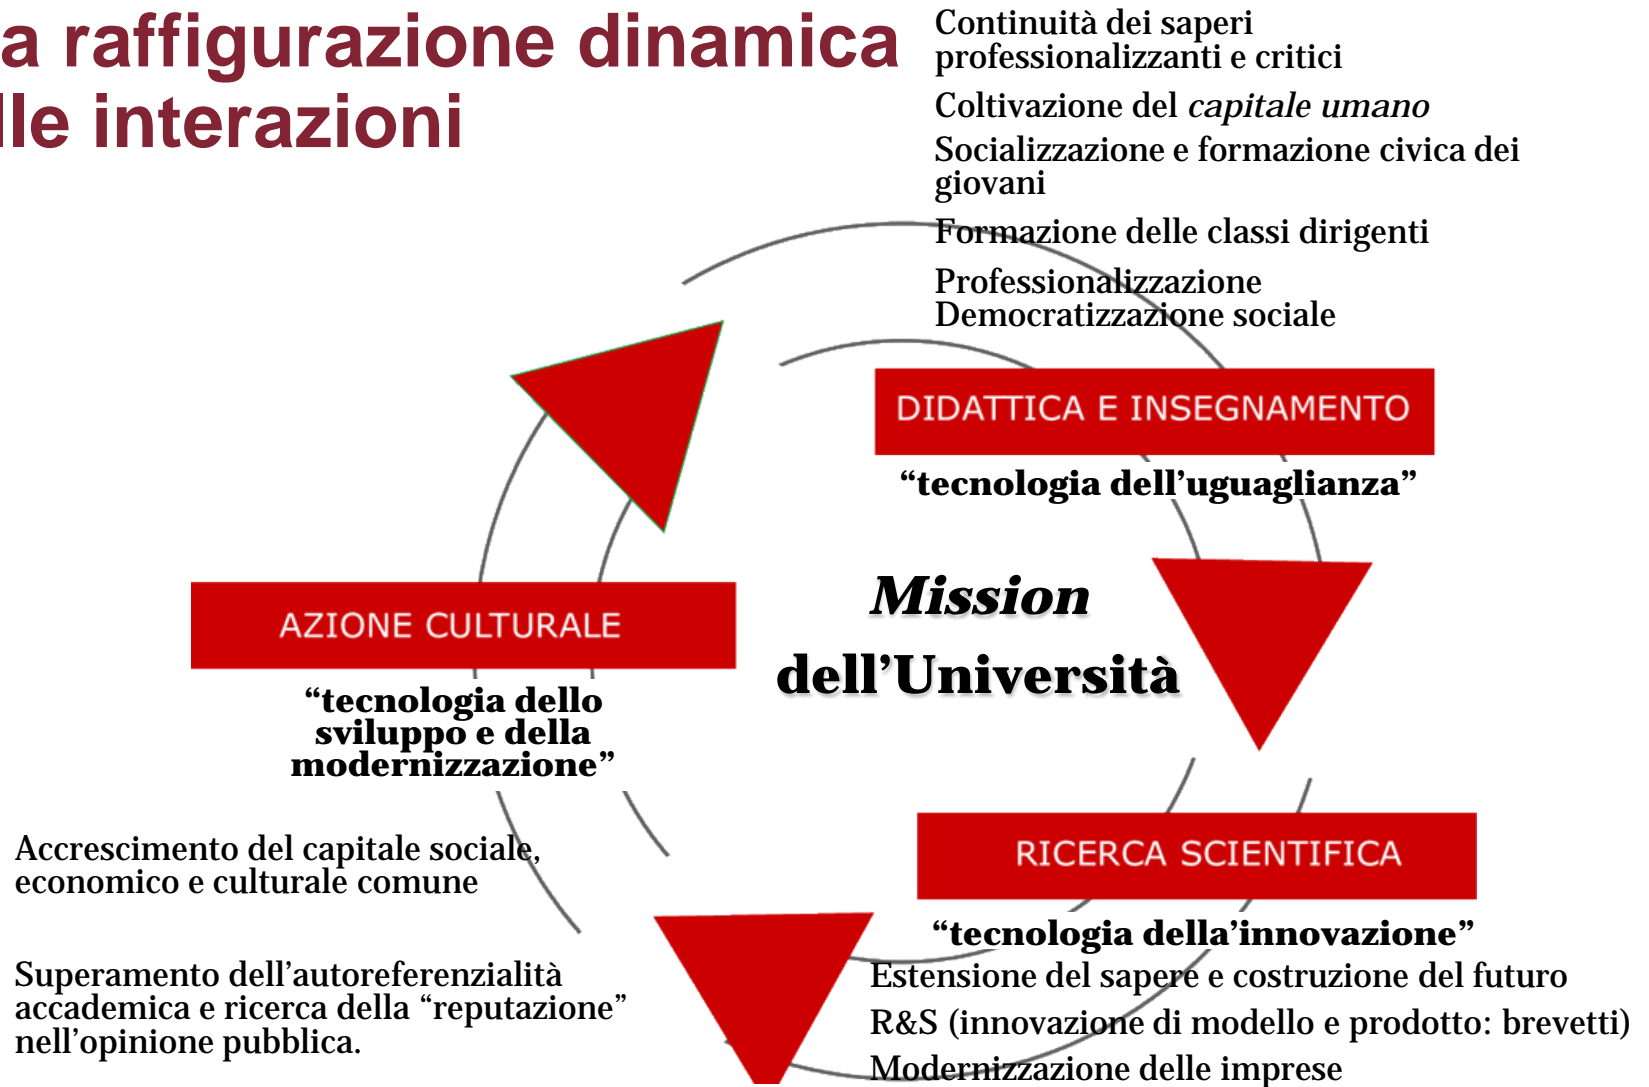 a raffigurazione dinamica
lle interazioni
Continuità dei saperi
professionalizzanti e critici
Coltivazione del capitale umano
Socializzazione e formazione civica dei
giovani
Formazione delle classi dirigenti
Professionalizzazione
Democratizzazione sociale
DIDATTICA E INSEGNAMENTO
“tecnologia dell’uguaglianza”
Mission
dell’Università
AZIONE CULTURALE
“tecnologia dello
sviluppo e della
modernizzazione”
Accrescimento del capitale sociale,
economico e culturale comune
Superamento dell’autoreferenzialità
accademica e ricerca della “reputazione”
nell’opinione pubblica.
RICERCA SCIENTIFICA
“tecnologia della’innovazione”
Estensione del sapere e costruzione del futuro
R&S (innovazione di modello e prodotto: brevetti)
Modernizzazione delle imprese